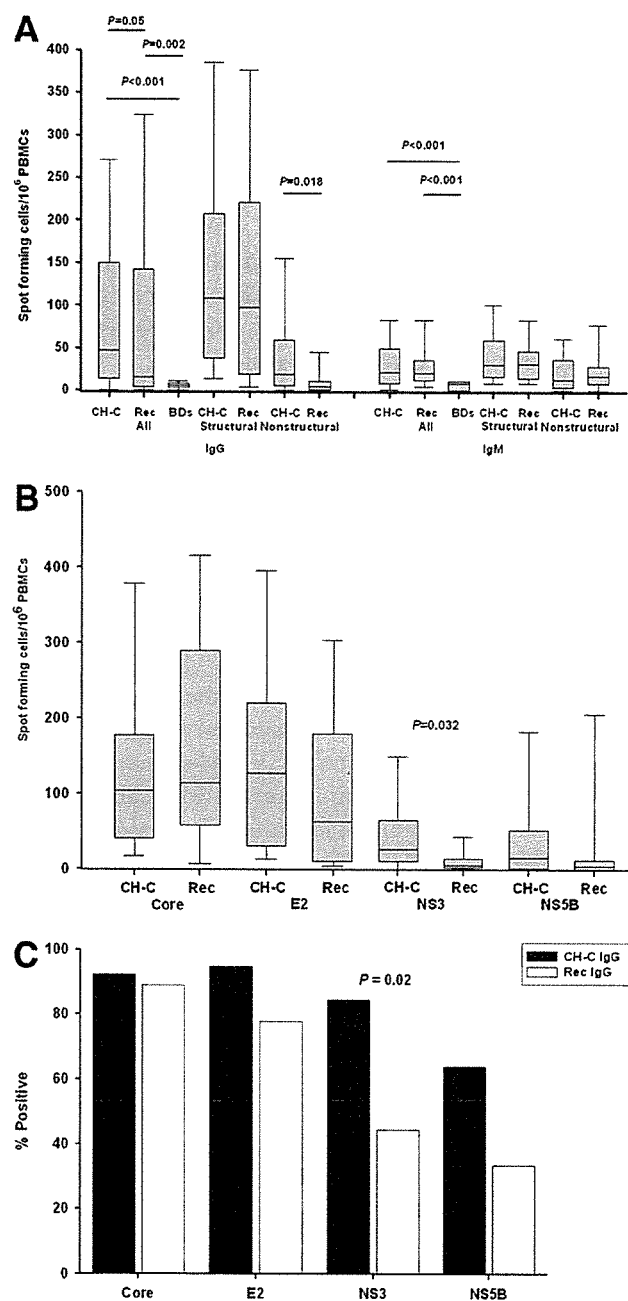 A
P=0.05
P=0.002
P<0.001
P<0.001
P=0.018
P<0.001
Spot forming cells/10⁶ PBMCs
400
350
300
250
200
150
100
50
0
CH-C Rec BDs CH-C Rec CH-C Rec CH-C Rec BDs CH-C Rec CH-C Rec
All Structural Nonstructural All Structural Nonstructural
IgG IgM
B
Spot forming cells/10⁶ PBMCs
500
400
300
200
100
0
P=0.032
CH-C Rec CH-C Rec CH-C Rec CH-C Rec
Core E2 NS3 NS5B
C
CH-C IgG
Rec IgG
P = 0.02
% Positive
100
80
60
40
20
0
Core E2 NS3 NS5B